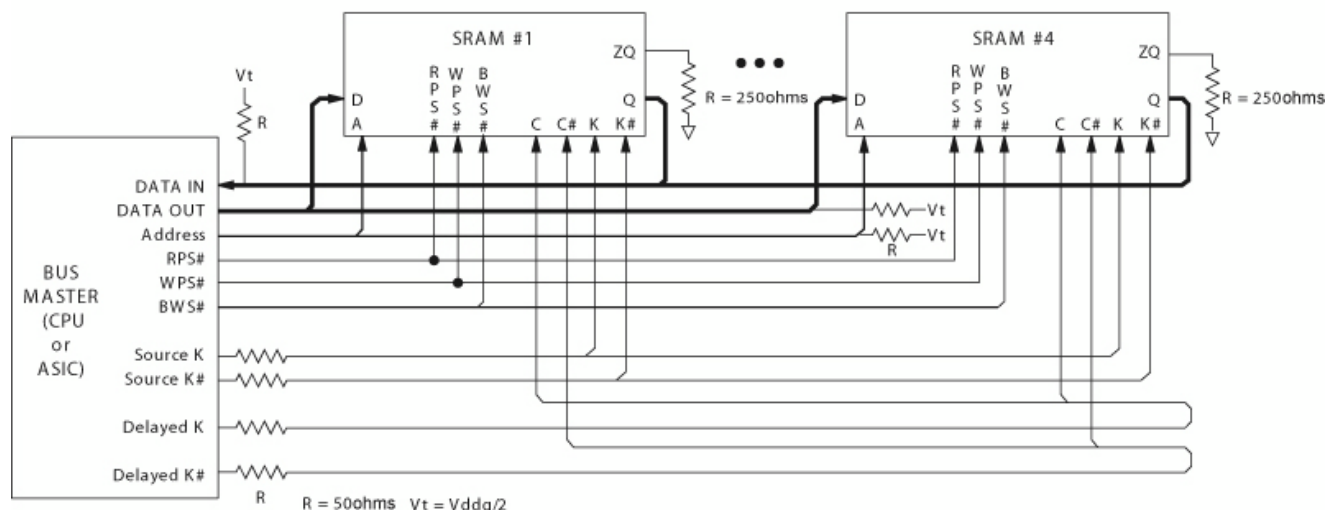 SRAM #1
ZQ
RPS#
WPS#
BWS#
D
A
C
C#
K
K#
Q
R = 250ohms
SRAM #4
ZQ
RPS#
WPS#
BWS#
D
A
C
C#
K
K#
Q
R = 250ohms
Vt
R
DATA IN
DATA OUT
Vt
Address
Vt
R
RPS#
WPS#
BWS#
BUS
MASTER
(CPU
or
ASIC)
Source K
Source K#
Delayed K
Delayed K#
R
R = 50ohms Vt = Vddq/2